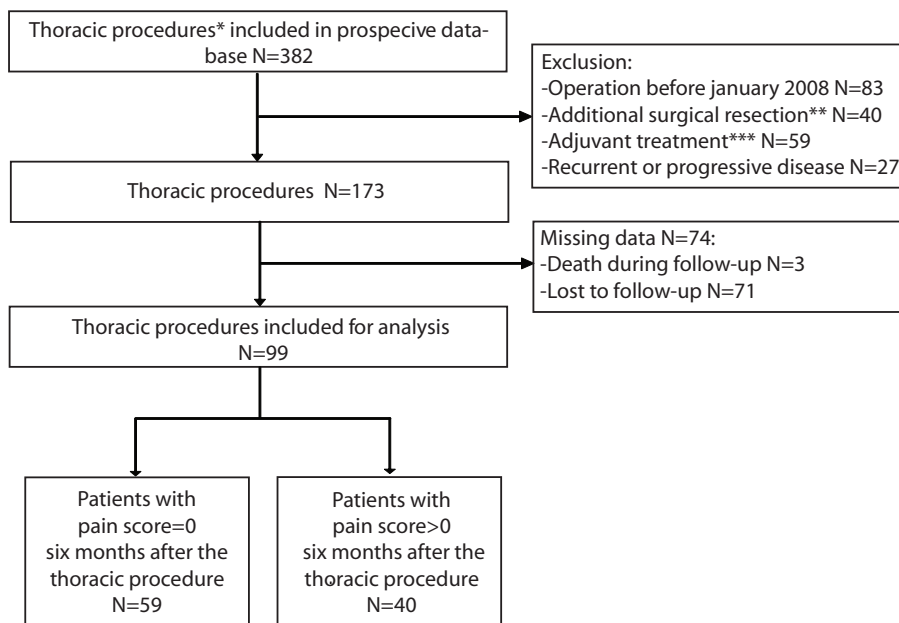 Thoracic procedures* included in prospecive data-
base N=382
Exclusion:
-Operation before january 2008 N=83
-Additional surgical resection** N=40
-Adjuvant treatment*** N=59
-Recurrent or progressive disease N=27
Thoracic procedures N=173
Missing data N=74:
-Death during follow-up N=3
-Lost to follow-up N=71
Thoracic procedures included for analysis
N=99
Patients with
pain score=0
six months after the
thoracic procedure
N=59
Patients with
pain score>0
six months after the
thoracic procedure
N=40